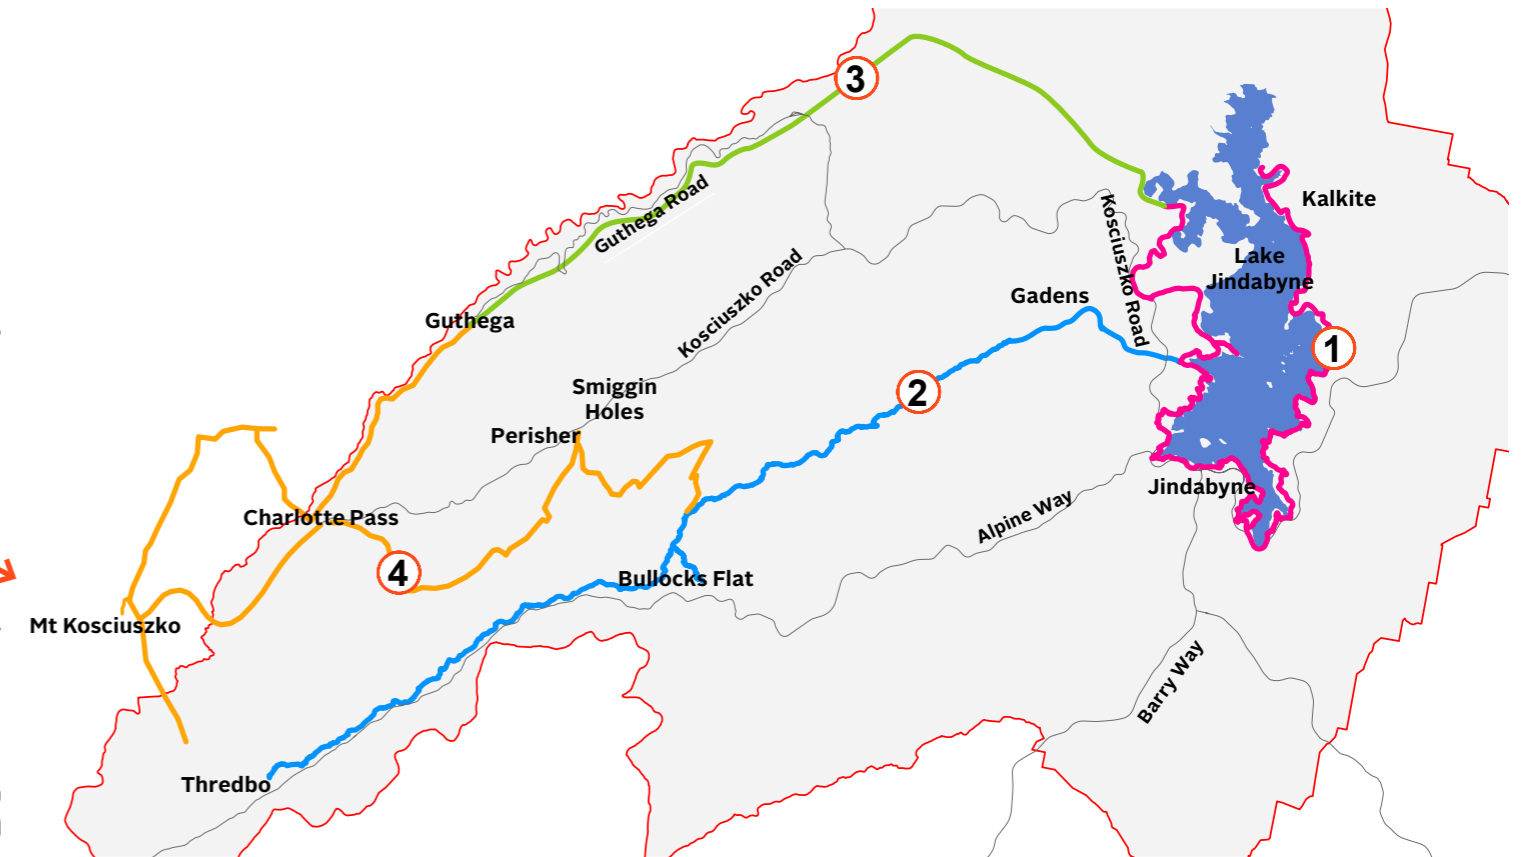 3
Kalkite
Guthega Road
Kosciuszko Road
Lake
Jindabyne
Kosciuszko Road
Gadens
Guthega
1
Smiggin
Holes
2
Perisher
Jindabyne
Charlotte Pass
Alpine Way
4
Bullocks Flat
Mt Kosciuszko
Barry Way
Thredbo